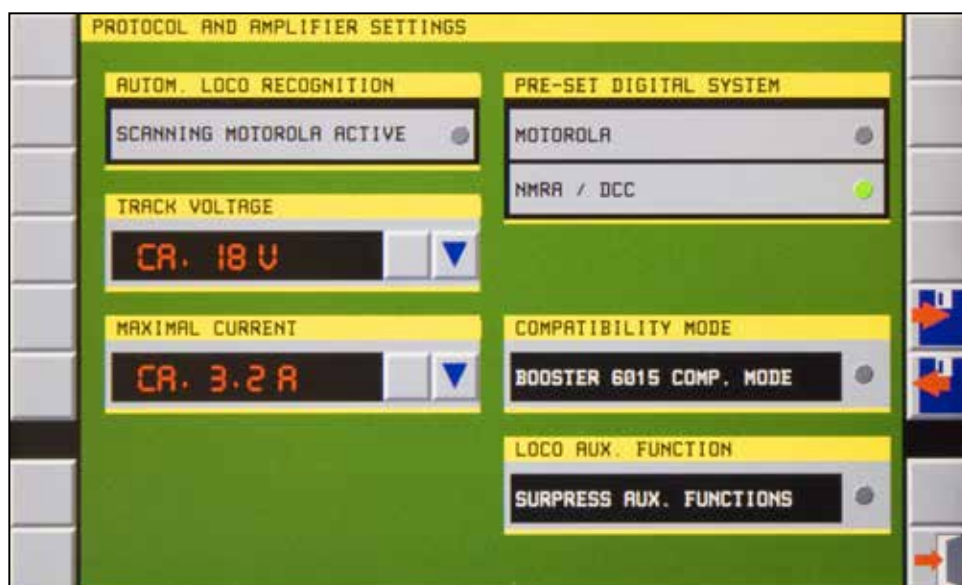 PROTOCOL AND AMPLIFIER SETTINGS
AUTOM. LOCO RECOGNITION
SCANNING MOTOROLA ACTIVE
TRACK VOLTAGE
CA. 18 V
MAXIMAL CURRENT
CA. 3.2 A
PRE-SET DIGITAL SYSTEM
MOTOROLA
NMRA / DCC
COMPATIBILITY MODE
BOOSTER 6015 COMP. MODE
LOCO AUX. FUNCTION
SURPRESS AUX. FUNCTIONS